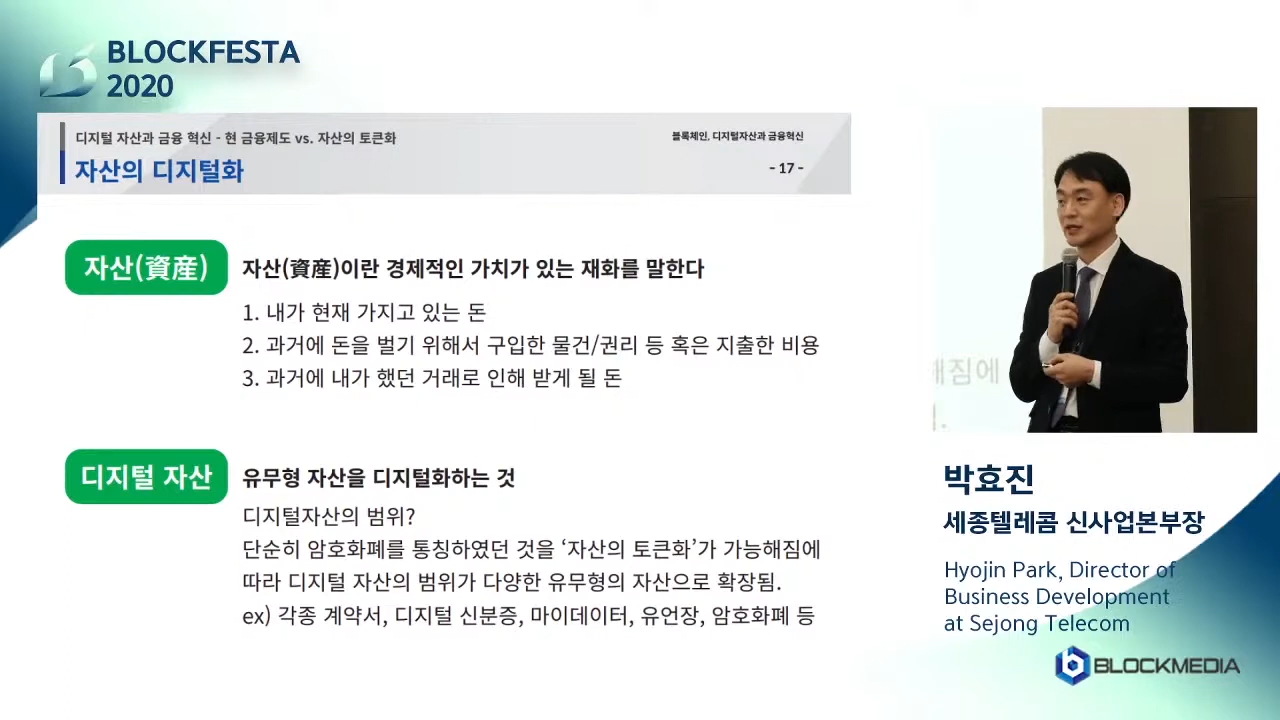 BLOCKFESTA
2020
디지털 자산과 금융 혁신 - 현 금융제도 vs. 자산의 토큰화
블록체인, 디지털자산과 금융혁신
자산의 디지털화
- 17 -
자산(資産)
자산(資産)이란 경제적인 가치가 있는 재화를 말한다
1. 내가 현재 가지고 있는 돈
2. 과거에 돈을 벌기 위해서 구입한 물건/권리 등 혹은 지출한 비용
3. 과거에 내가 했던 거래로 인해 받게 될 돈
디지털 자산
유무형 자산을 디지털화하는 것
디지털자산의 범위?
단순히 암호화폐를 통칭하였던 것을 ‘자산의 토큰화’가 가능해짐에
따라 디지털 자산의 범위가 다양한 유무형의 자산으로 확장됨.
ex) 각종 계약서, 디지털 신분증, 마이데이터, 유언장, 암호화폐 등
해짐에
박효진
세종텔레콤 신사업본부장
Hyojin Park, Director of
Business Development
at Sejong Telecom
BLOCKMEDIA